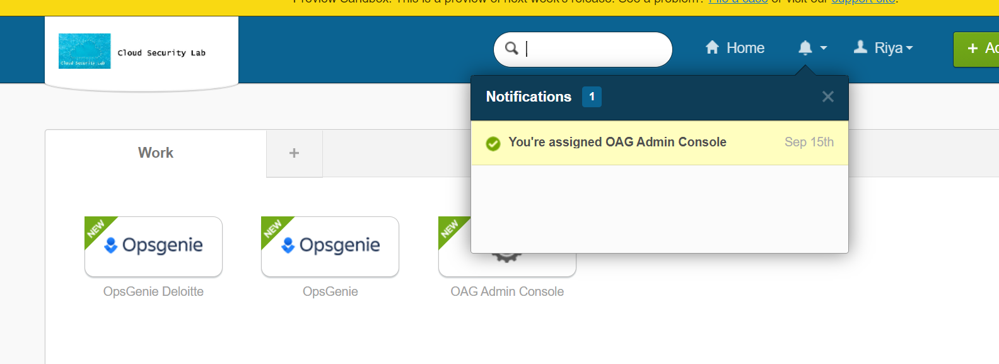 Preview Sandbox: This is a preview of next week's release. See a problem? File a case or visit our support site.
Cloud Security Lab
Cloud Security Lab
Home
Riya
+ Ad
Notifications 1
You're assigned OAG Admin Console Sep 15th
Work
+
NEW
Opsgenie
NEW
Opsgenie
NEW
OpsGenie Deloitte
OpsGenie
OAG Admin Console